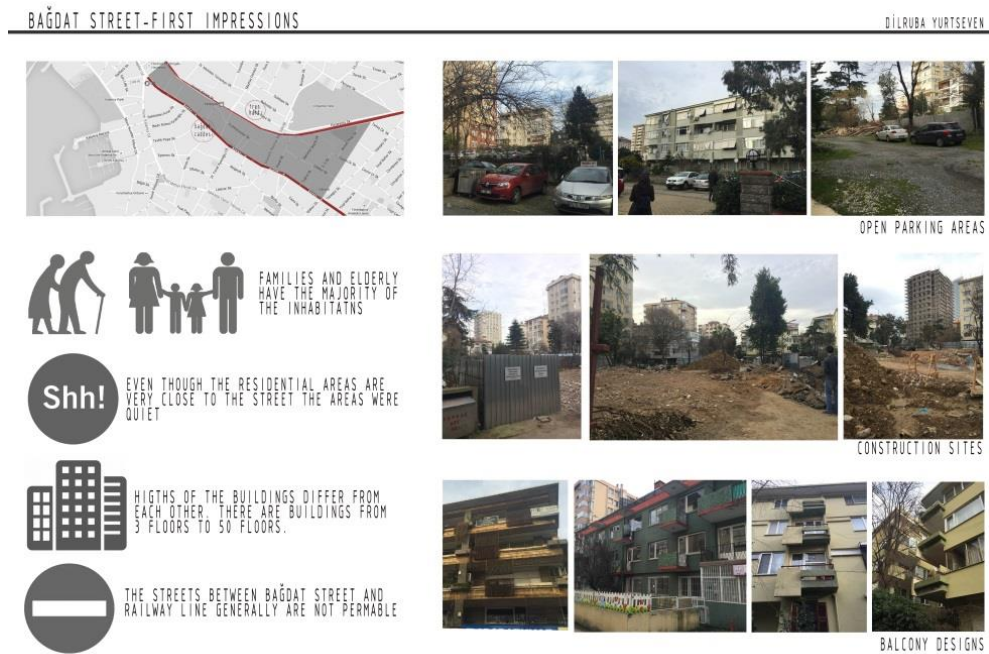 BAĞDAT STREET-FIRST IMPRESSIONS
DİLRUBA YURTSEVEN
OPEN PARKING AREAS
FAMILIES AND ELDERLY
HAVE THE MAJORITY OF
THE INHABITATNS
Shh!
EVEN THOUGH THE RESIDENTIAL AREAS ARE
VERY CLOSE TO THE STREET THE AREAS WERE
QUIET
CONSTRUCTION SITES
HIGTHS OF THE BUILDINGS DIFFER FROM
EACH OTHER. THERE ARE BUILDINGS FROM
3 FLOORS TO 50 FLOORS.
THE STREETS BETWEEN BAĞDAT STREET AND
RAILWAY LINE GENERALLY ARE NOT PERMABLE
BALCONY DESIGNS